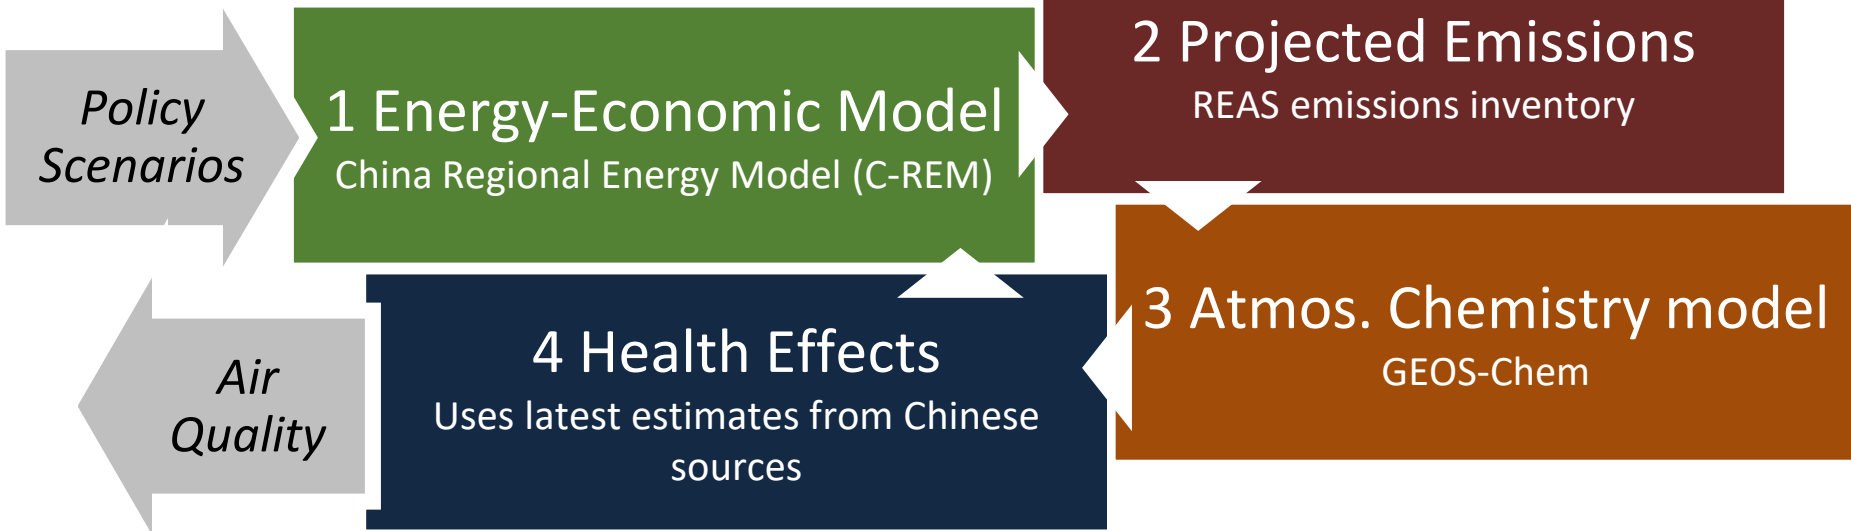 Policy
Scenarios
1 Energy-Economic Model
China Regional Energy Model (C-REM)
2 Projected Emissions
REAS emissions inventory
3 Atmos. Chemistry model
GEOS-Chem
4 Health Effects
Uses latest estimates from Chinese
sources
Air
Quality